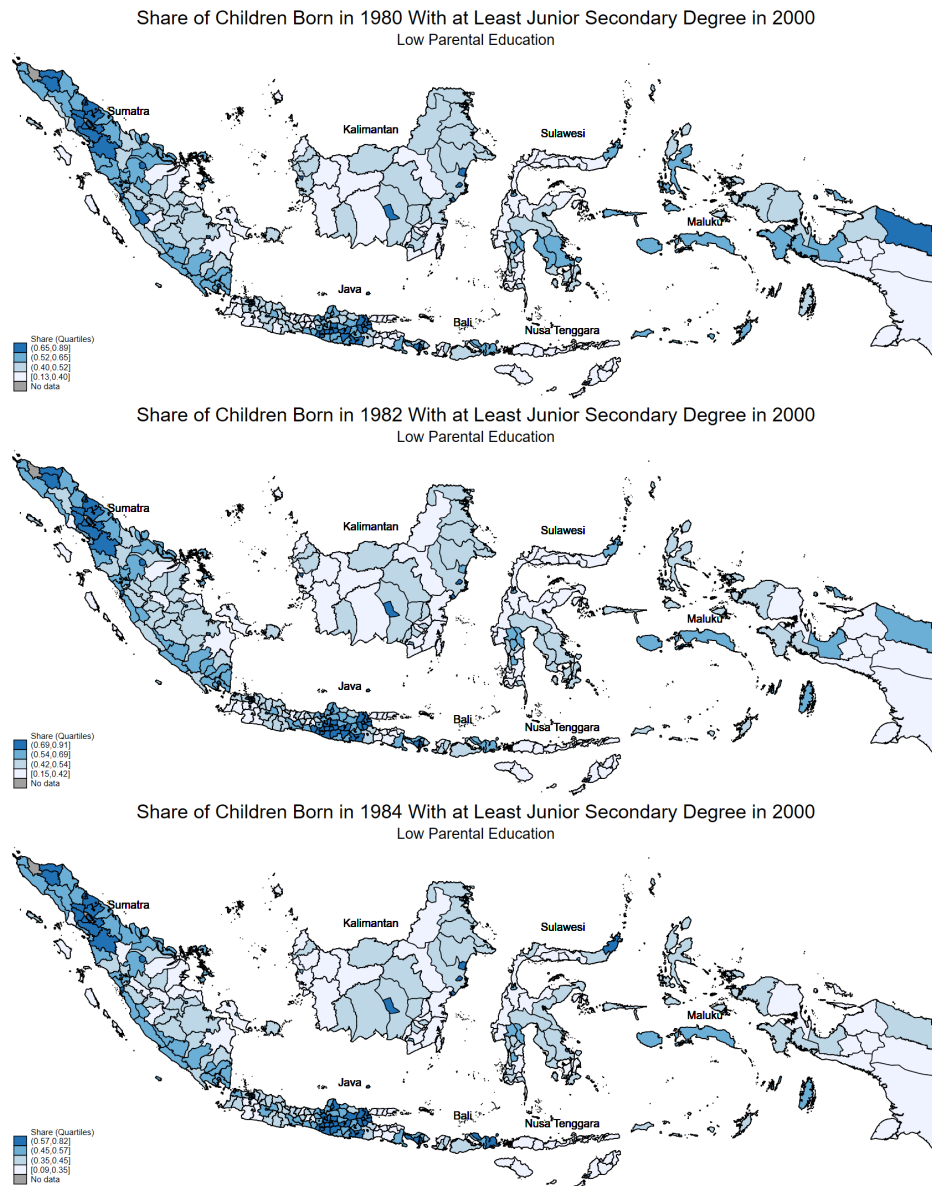 Share of Children Born in 1980 With at Least Junior Secondary Degree in 2000
Low Parental Education
Sumatra
Kalimantan
Sulawesi
Maluku
Java
Bali
Nusa Tenggara
Share (Quartiles)
(0.65,0.89]
(0.52,0.65]
(0.40,0.52]
[0.13,0.40]
No data
Share of Children Born in 1982 With at Least Junior Secondary Degree in 2000
Low Parental Education
Sumatra
Kalimantan
Sulawesi
Maluku
Java
Bali
Nusa Tenggara
Share (Quartiles)
(0.69,0.91]
(0.54,0.69]
(0.42,0.54]
[0.15,0.42]
No data
Share of Children Born in 1984 With at Least Junior Secondary Degree in 2000
Low Parental Education
Sumatra
Kalimantan
Sulawesi
Maluku
Java
Bali
Nusa Tenggara
Share (Quartiles)
(0.57,0.82]
(0.45,0.57]
(0.35,0.45]
[0.09,0.35]
No data